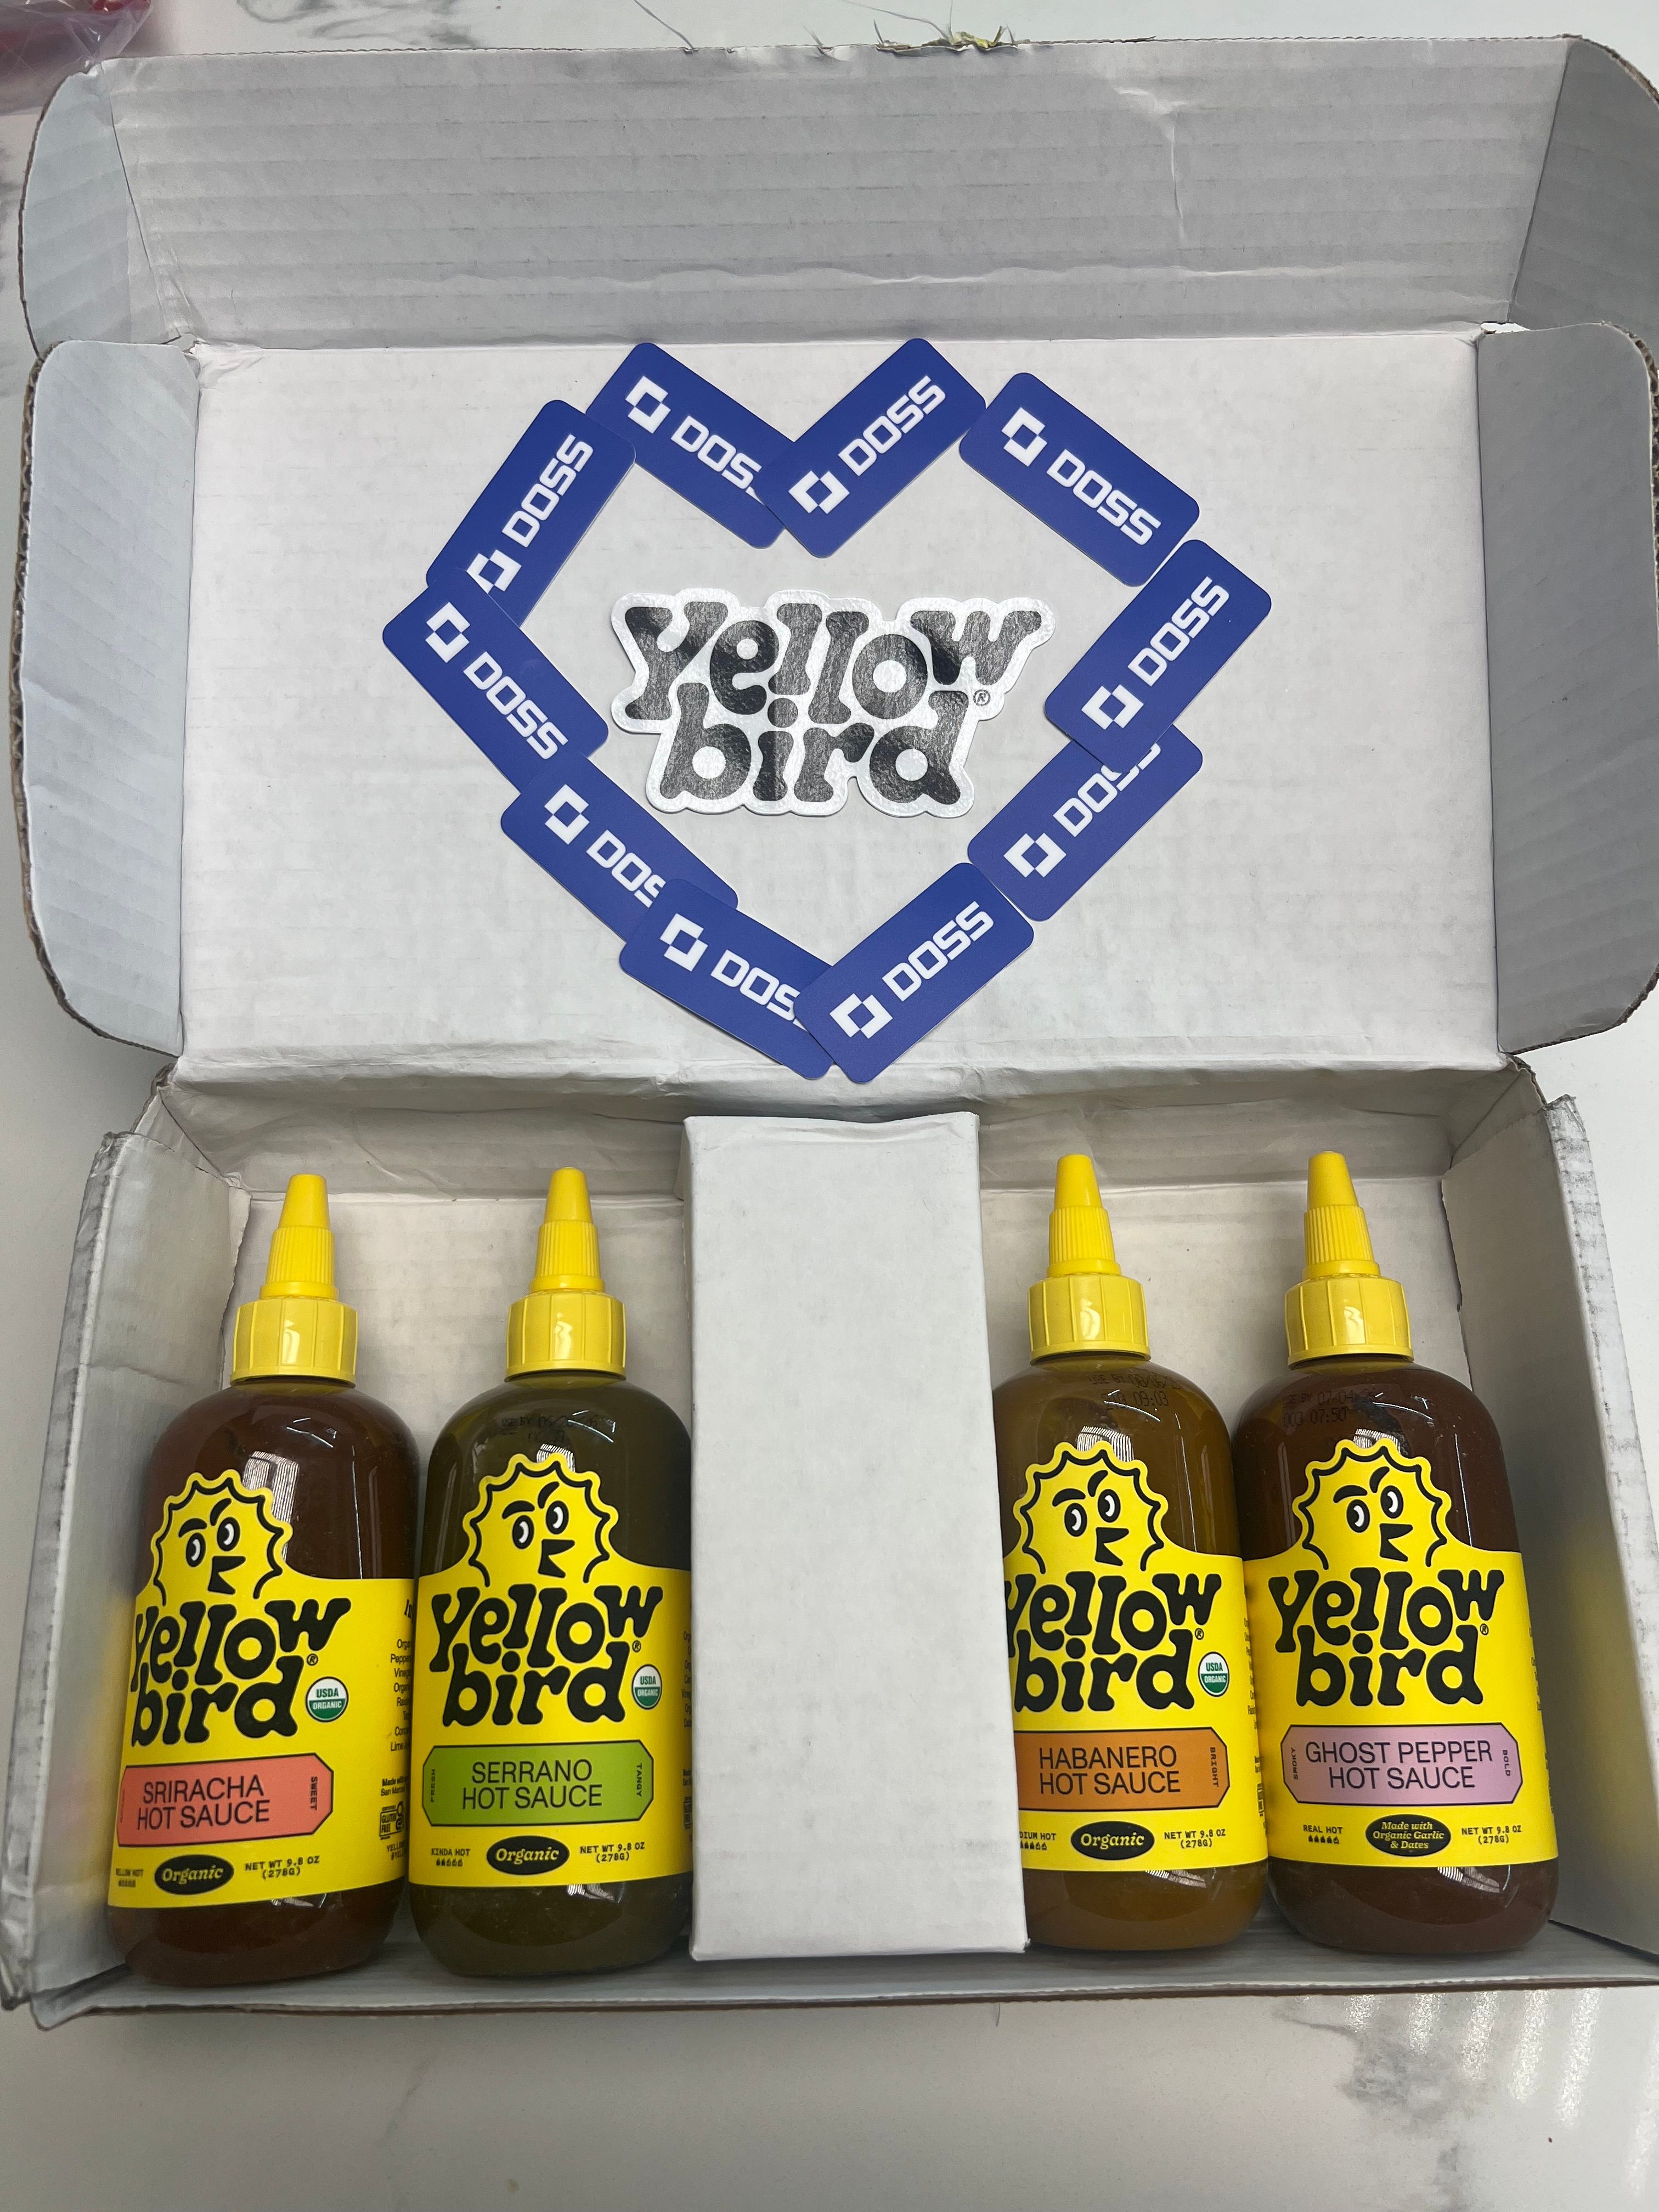 DOSS
DOSS
DOSS
DOSS
DOSS
DOSS
DOSS
yellow
bird®
yellow
bird®
USDA
ORGANIC
SRIRACHA
HOT SAUCE
SWEET
Organic
NET WT 9.8 OZ
(278G)
yellow
bird®
USDA
ORGANIC
FRESH
SERRANO
HOT SAUCE
TANGY
KINDA HOT
Organic
NET WT 9.8 OZ
(278G)
yellow
bird®
USDA
ORGANIC
HABANERO
HOT SAUCE
BRIGHT
HOT
Organic
NET WT 9.8 OZ
(278G)
07:50
yellow
bird®
SMOKY
GHOST PEPPER
HOT SAUCE
BOLD
REAL HOT
Made with
Organic Garlic
& Dates
NET WT 9.8 OZ
(278G)